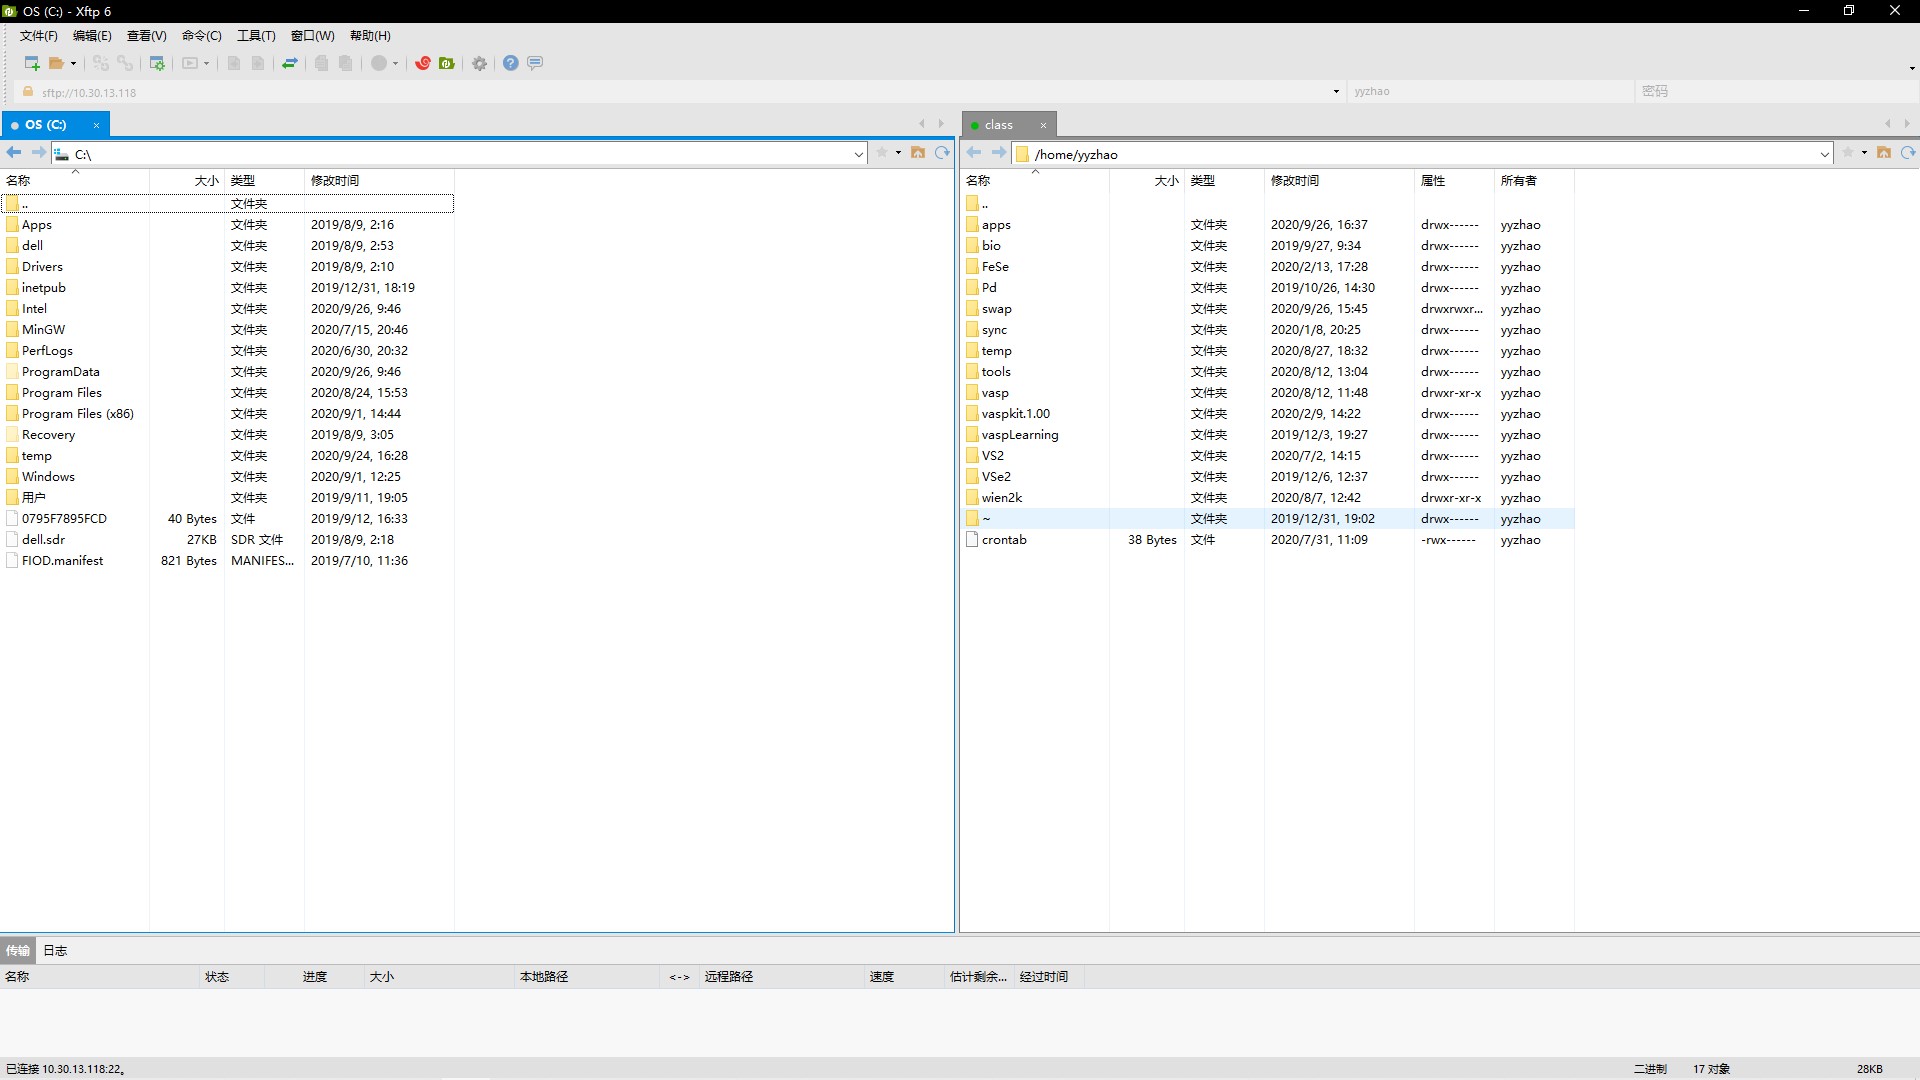 OS (C:) - Xftp 6
文件(F) 编辑(E) 查看(V) 命令(C) 工具(T) 窗口(W) 帮助(H)
sftp://10.30.13.118 yyzhao 密码
OS (C:)
C:\
名称 大小 类型 修改时间
.. 文件夹
Apps 文件夹 2019/8/9, 2:16
dell 文件夹 2019/8/9, 2:53
Drivers 文件夹 2019/8/9, 2:10
inetpub 文件夹 2019/12/31, 18:19
Intel 文件夹 2020/9/26, 9:46
MinGW 文件夹 2020/7/15, 20:46
PerfLogs 文件夹 2020/6/30, 20:32
ProgramData 文件夹 2020/9/26, 9:46
Program Files 文件夹 2020/8/24, 15:53
Program Files (x86) 文件夹 2020/9/1, 14:44
Recovery 文件夹 2019/8/9, 3:05
temp 文件夹 2020/9/24, 16:28
Windows 文件夹 2020/9/1, 12:25
用户 文件夹 2019/9/11, 19:05
0795F7895FCD 40 Bytes 文件 2019/9/12, 16:33
dell.sdr 27KB SDR 文件 2019/8/9, 2:18
FIOD.manifest 821 Bytes MANIFES... 2019/7/10, 11:36
class
/home/yyzhao
名称 大小 类型 修改时间 属性 所有者
..
apps 文件夹 2020/9/26, 16:37 drwx------ yyzhao
bio 文件夹 2019/9/27, 9:34 drwx------ yyzhao
FeSe 文件夹 2020/2/13, 17:28 drwx------ yyzhao
Pd 文件夹 2019/10/26, 14:30 drwx------ yyzhao
swap 文件夹 2020/9/26, 15:45 drwxrwxr... yyzhao
sync 文件夹 2020/1/8, 20:25 drwx------ yyzhao
temp 文件夹 2020/8/27, 18:32 drwx------ yyzhao
tools 文件夹 2020/8/12, 13:04 drwx------ yyzhao
vasp 文件夹 2020/8/12, 11:48 drwxr-xr-x yyzhao
vaspkit.1.00 文件夹 2020/2/9, 14:22 drwx------ yyzhao
vaspLearning 文件夹 2019/12/3, 19:27 drwx------ yyzhao
VS2 文件夹 2020/7/2, 14:15 drwx------ yyzhao
VSe2 文件夹 2019/12/6, 12:37 drwx------ yyzhao
wien2k 文件夹 2020/8/7, 12:42 drwxr-xr-x yyzhao
~ 文件夹 2019/12/31, 19:02 drwx------ yyzhao
crontab 38 Bytes 文件 2020/7/31, 11:09 -rwx------ yyzhao
传输 日志
名称 状态 进度 大小 本地路径 <-> 远程路径 速度 估计剩余... 经过时间
已连接 10.30.13.118:22。 二进制 17 对象 28KB